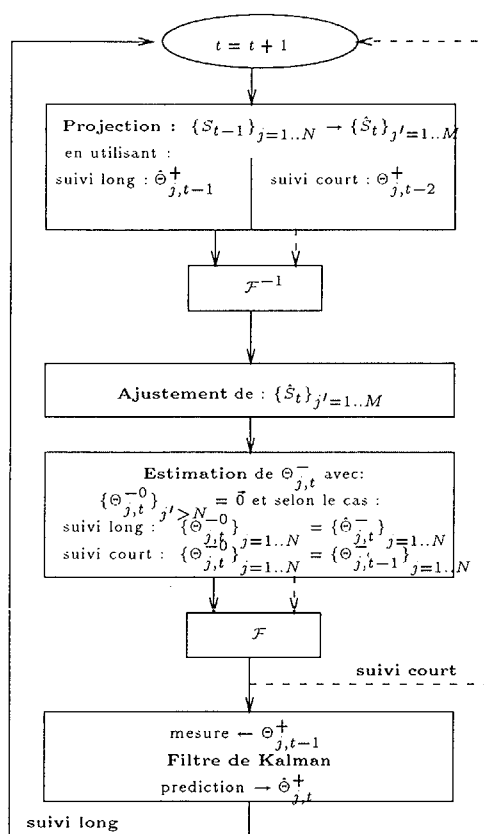 t = t + 1
Projection : {S_{t-1}}_{j=1..N} → {Ŝ_t}_{j'=1..M}
en utilisant :
suivi long : Θ̂^+_{j,t-1} suivi court : Θ^+_{j,t-2}
ℱ^{-1}
Ajustement de : {Ŝ_t}_{j'=1..M}
Estimation de Θ^-_{j,t} avec:
{Θ^{-0}_{j,t}}_{j'>N} = 0⃗ et selon le cas :
suivi long : {Θ^{-0}_{j,t}}_{j=1..N} = {Θ̂^-_{j,t}}_{j=1..N}
suivi court : {Θ^{-0}_{j,t}}_{j=1..N} = {Θ^-_{j,t-1}}_{j=1..N}
ℱ
suivi court
mesure ← Θ^+_{j,t-1}
Filtre de Kalman
prediction → Θ̂^+_{j,t}
suivi long